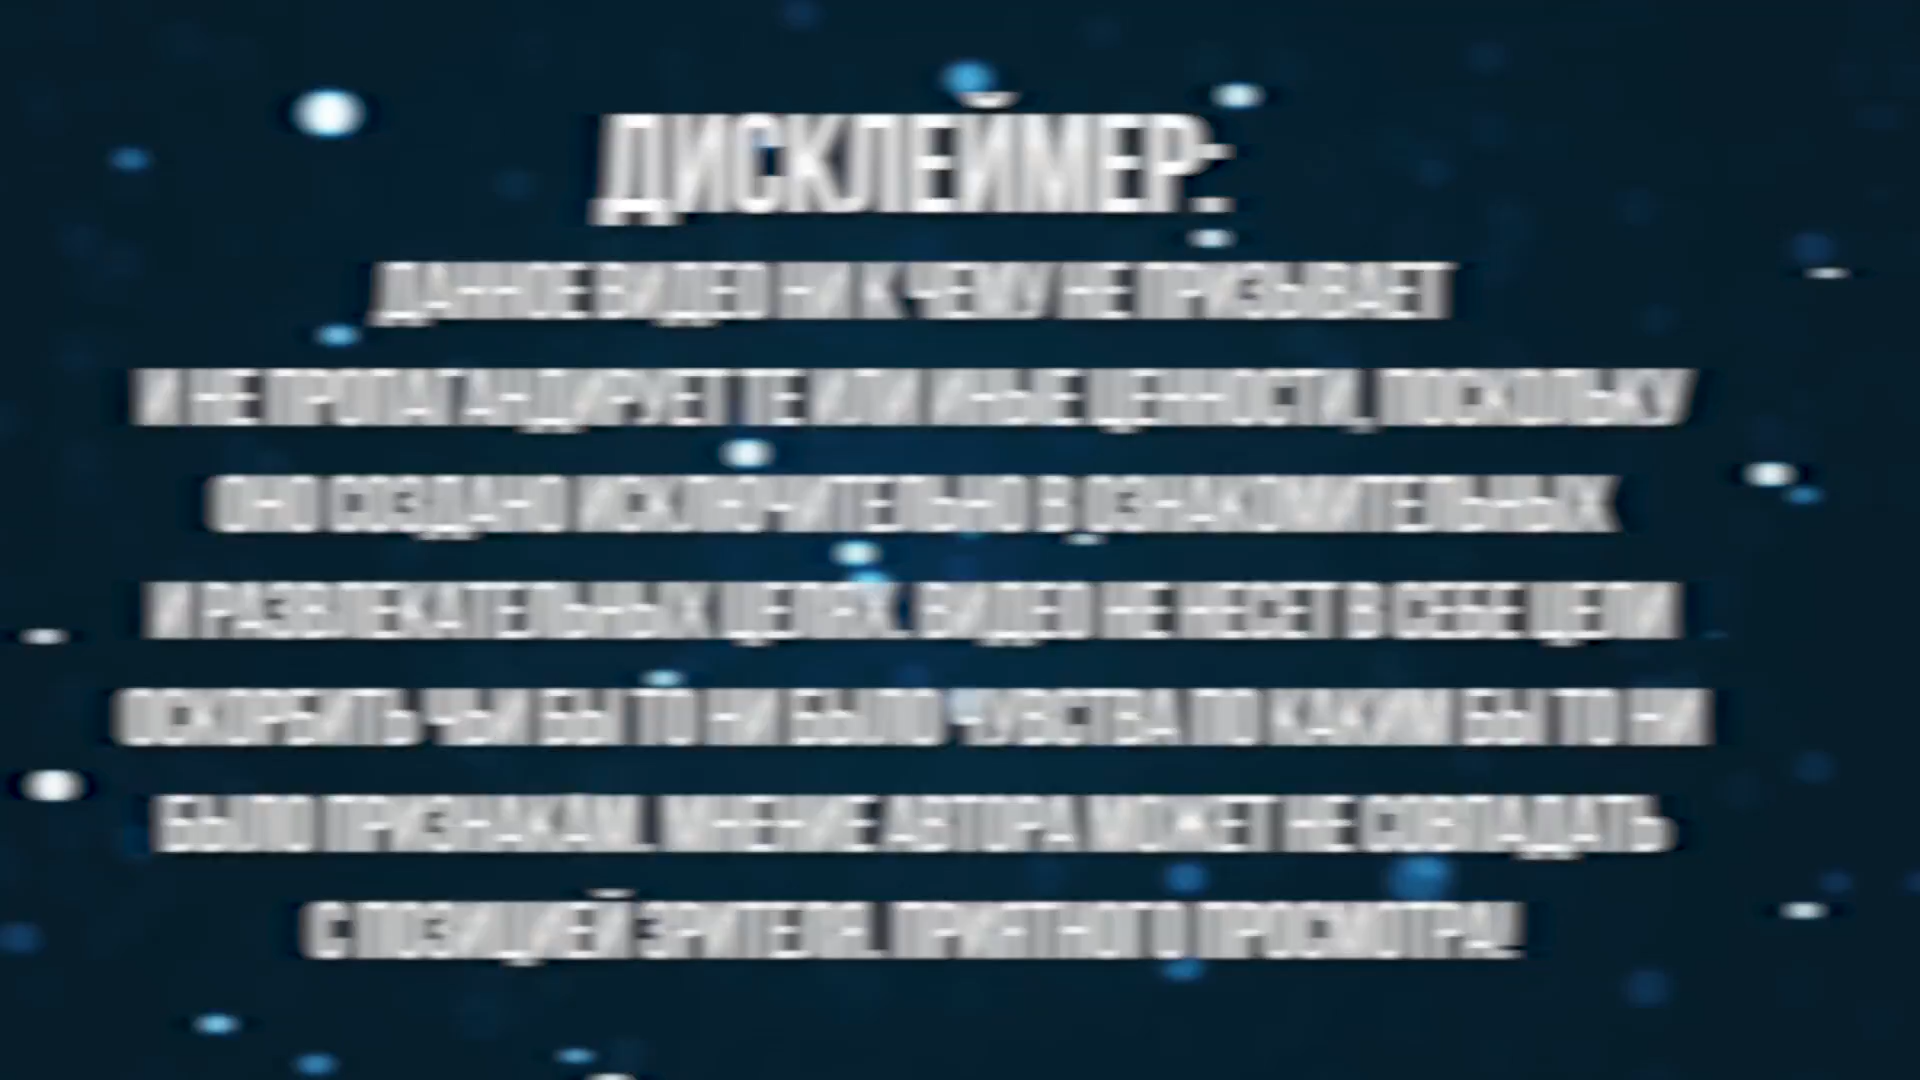 ДИСКЛЕЙМЕР:
ДАННОЕ ВИДЕО НИ К ЧЕМУ НЕ ПРИЗЫВАЕТ
И НЕ ПРОПАГАНДИРУЕТ ТЕ ИЛИ ИНЫЕ ЦЕННОСТИ, ПОСКОЛЬКУ
ОНО СОЗДАНО ИСКЛЮЧИТЕЛЬНО В ОЗНАКОМИТЕЛЬНЫХ
И РАЗВЛЕКАТЕЛЬНЫХ ЦЕЛЯХ. ВИДЕО НЕ НЕСЕТ В СЕБЕ ЦЕЛИ
ОСКОРБИТЬ ЧЬИ БЫ ТО НИ БЫЛО ЧУВСТВА ПО КАКИМ БЫ ТО НИ
БЫЛО ПРИЗНАКАМ. МНЕНИЕ АВТОРА МОЖЕТ НЕ СОВПАДАТЬ
С ПОЗИЦИЕЙ ЗРИТЕЛЯ. ПРИЯТНОГО ПРОСМОТРА!